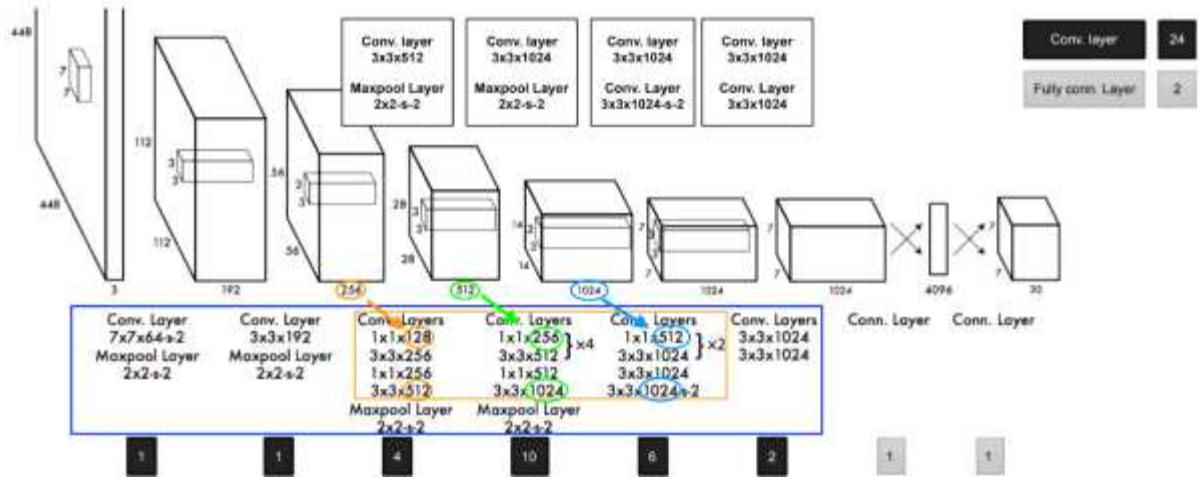 448
7
7
448
3
112
3
3
112
192
56
3
3
56
256
28
3
3
28
512
14
3
3
14
1024
7
3
3
7
1024
7
7
1024
4096
7
7
30
Conv. layer
3x3x512
Maxpool Layer
2x2-s-2
Conv. layer
3x3x1024
Maxpool Layer
2x2-s-2
Conv. layer
3x3x1024
Conv. Layer
3x3x1024-s-2
Conv. layer
3x3x1024
Conv. Layer
3x3x1024
Conv. layer 24
Fully conn. Layer 2
Conv. Layer
7x7x64-s-2
Maxpool Layer
2x2-s-2
Conv. Layer
3x3x192
Maxpool Layer
2x2-s-2
Conv. Layers
1x1x128
3x3x256
1x1x256
3x3x512
Maxpool Layer
2x2-s-2
Conv. Layers
1x1x256
3x3x512
}x4
1x1x512
3x3x1024
Maxpool Layer
2x2-s-2
Conv. Layers
1x1x512
3x3x1024
}x2
3x3x1024
3x3x1024-s-2
Conv. Layers
3x3x1024
3x3x1024
Conn. Layer
Conn. Layer
1 1 4 10 6 2 1 1